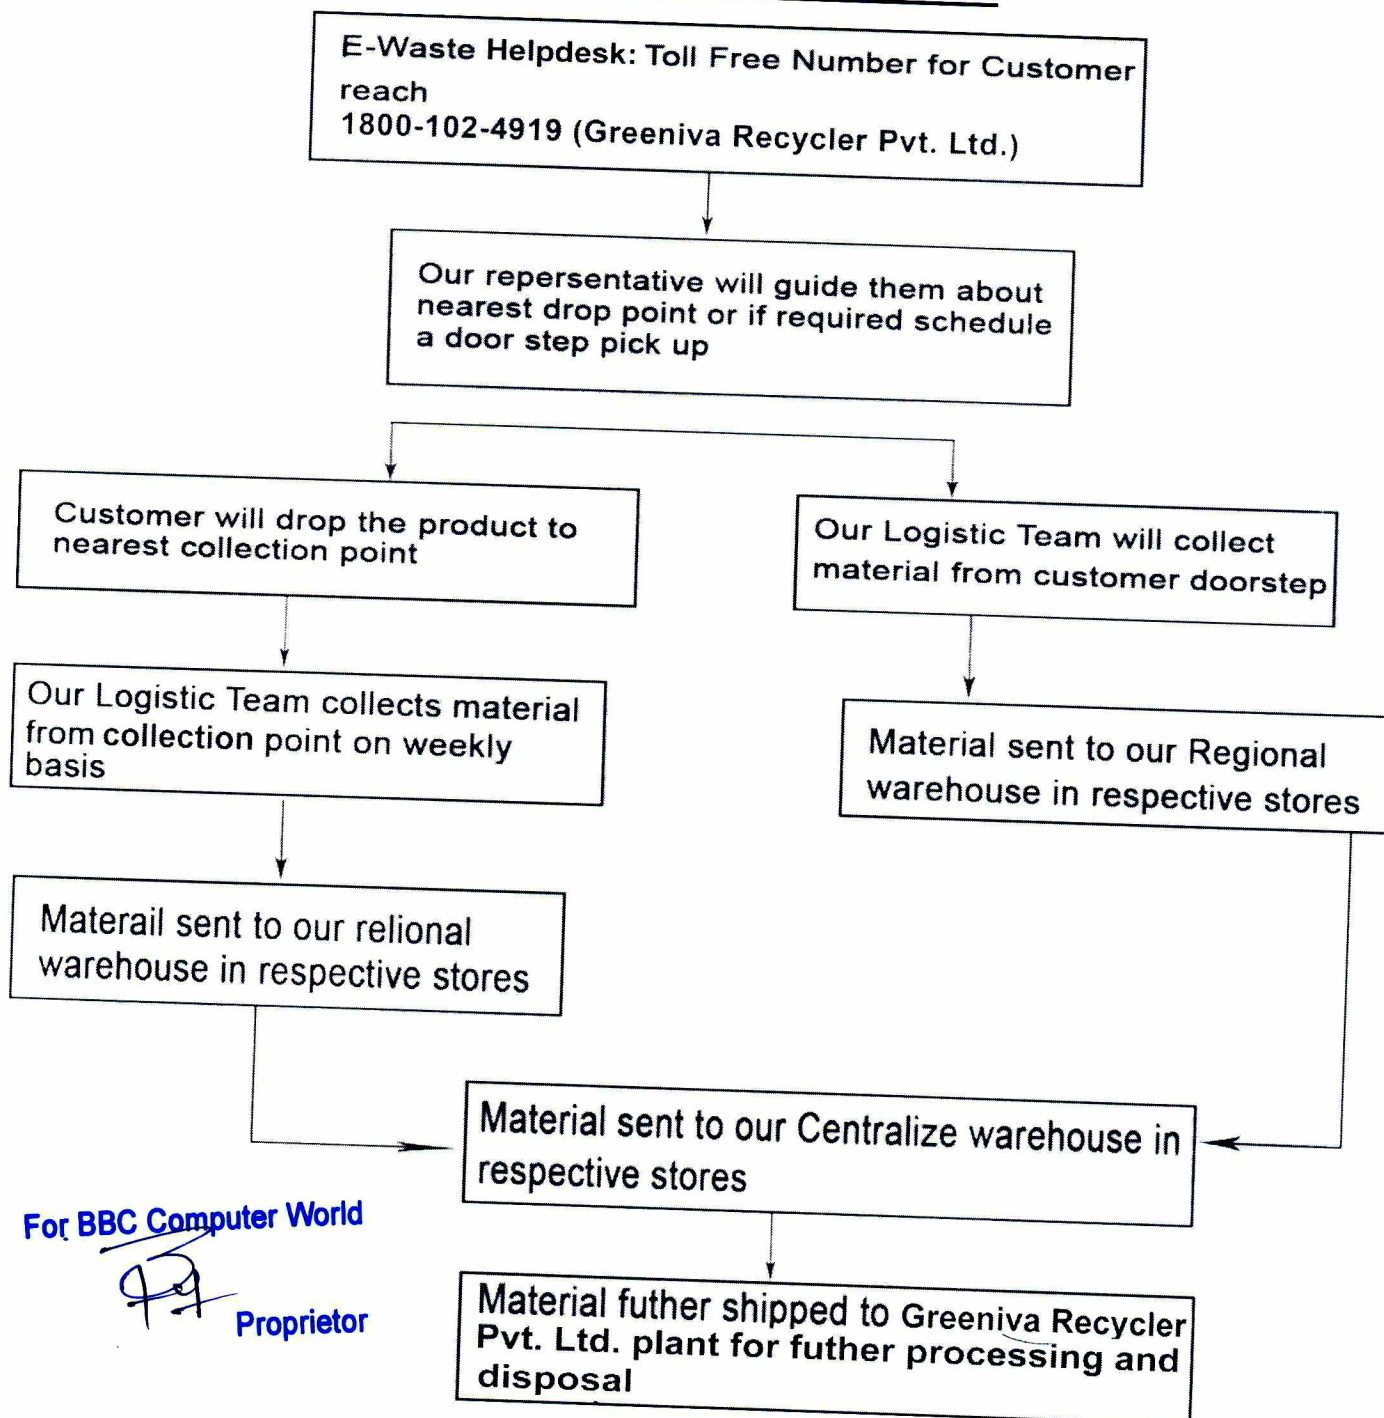 E-Waste Helpdesk: Toll Free Number for Customer
reach
1800-102-4919 (Greeniva Recycler Pvt. Ltd.)
Our repersentative will guide them about
nearest drop point or if required schedule
a door step pick up
Customer will drop the product to
nearest collection point
Our Logistic Team will collect
material from customer doorstep
Our Logistic Team collects material
from collection point on weekly
basis
Material sent to our Regional
warehouse in respective stores
Materail sent to our relional
warehouse in respective stores
Material sent to our Centralize warehouse in
respective stores
For BBC Computer World
Proprietor
Material futher shipped to Greeniva Recycler
Pvt. Ltd. plant for futher processing and
disposal